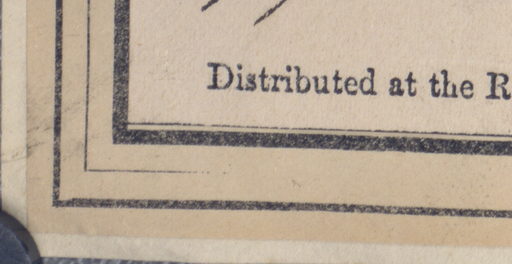 Distributed at the R